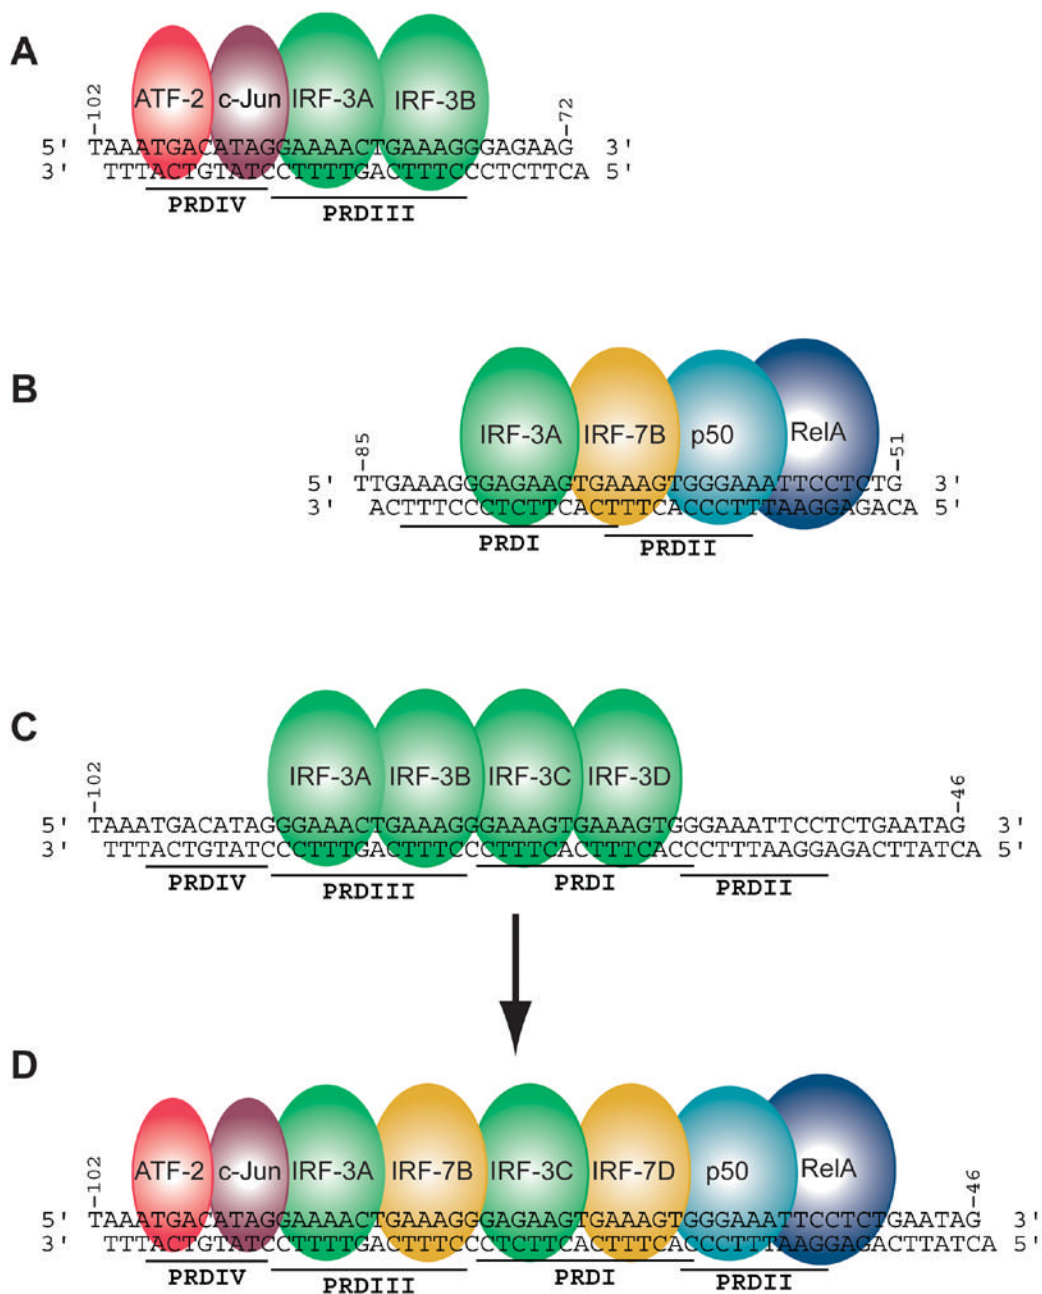 A
ATF-2 c-Jun IRF-3A IRF-3B
-102
-72
5' TAAATGACATAGGAAAACTGAAAGGGAGAAG 3'
3' TTTACTGTATCCTTTTGACTTTCCCTCTTCA 5'
PRDIV
PRDIII
B
IRF-3A IRF-7B p50 RelA
-85
-51
5' TTGAAAGGGAGAAGTGAAAGTGGGAAATTCCTCTG 3'
3' ACTTTCCCTCTTCACTTTCACCCTTTAAGGAGACA 5'
PRDI
PRDII
C
IRF-3A IRF-3B IRF-3C IRF-3D
-102
-46
5' TAAATGACATAGGGAAACTGAAAGGGAAAGTGAAAGTGGGAAATTCCTCTGAATAG 3'
3' TTTACTGTATCCCTTTGACTTTCCCTTTCACTTTCACCCTTTAAGGAGACTTATCA 5'
PRDIV
PRDIII
PRDI
PRDII
D
ATF-2 c-Jun IRF-3A IRF-7B IRF-3C IRF-7D p50 RelA
-102
-46
5' TAAATGACATAGGAAAACTGAAAGGGAGAAGTGAAAGTGGGAAATTCCTCTGAATAG 3'
3' TTTACTGTATCCTTTTGACTTTCCCTCTTCACTTTCACCCTTTAAGGAGACTTATCA 5'
PRDIV
PRDIII
PRDI
PRDII